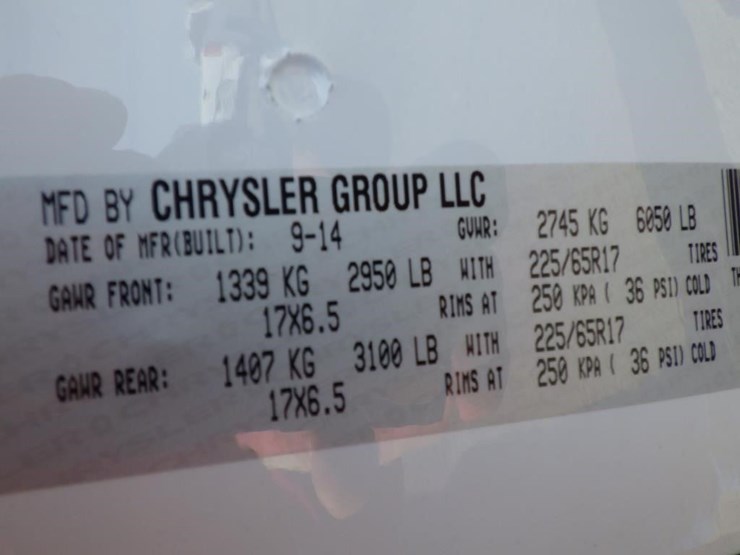 MFD BY CHRYSLER GROUP LLC
DATE OF MFR(BUILT): 9-14 GVWR: 2745 KG 6050 LB
GAWR FRONT: 1339 KG 2950 LB WITH 225/65R17 TIRES
17X6.5 RIMS AT 250 KPA ( 36 PSI) COLD TH
GAWR REAR: 1407 KG 3100 LB WITH 225/65R17 TIRES
17X6.5 RIMS AT 250 KPA ( 36 PSI) COLD